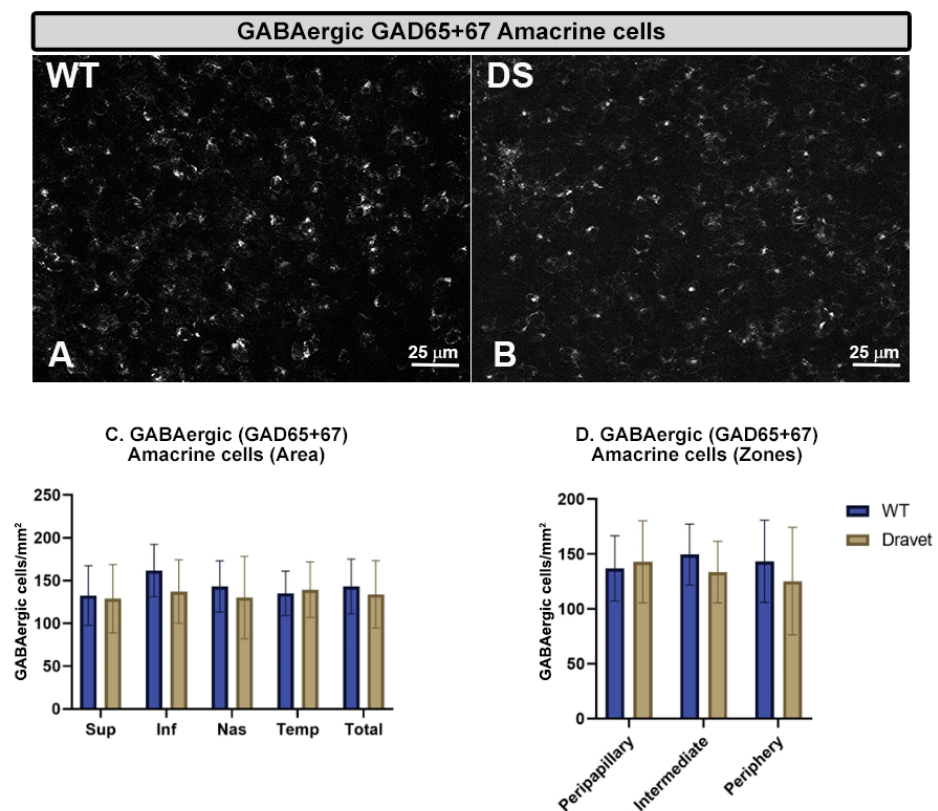 GABAergic GAD65+67 Amacrine cells
WT
DS
A
25 μm
B
25 μm
C. GABAergic (GAD65+67)
Amacrine cells (Area)
GABAergic cells/mm²
250
200
150
100
50
0
Sup
Inf
Nas
Temp
Total
D. GABAergic (GAD65+67)
Amacrine cells (Zones)
GABAergic cells/mm²
200
150
100
50
0
Peripapillary
Intermediate
Periphery
WT
Dravet